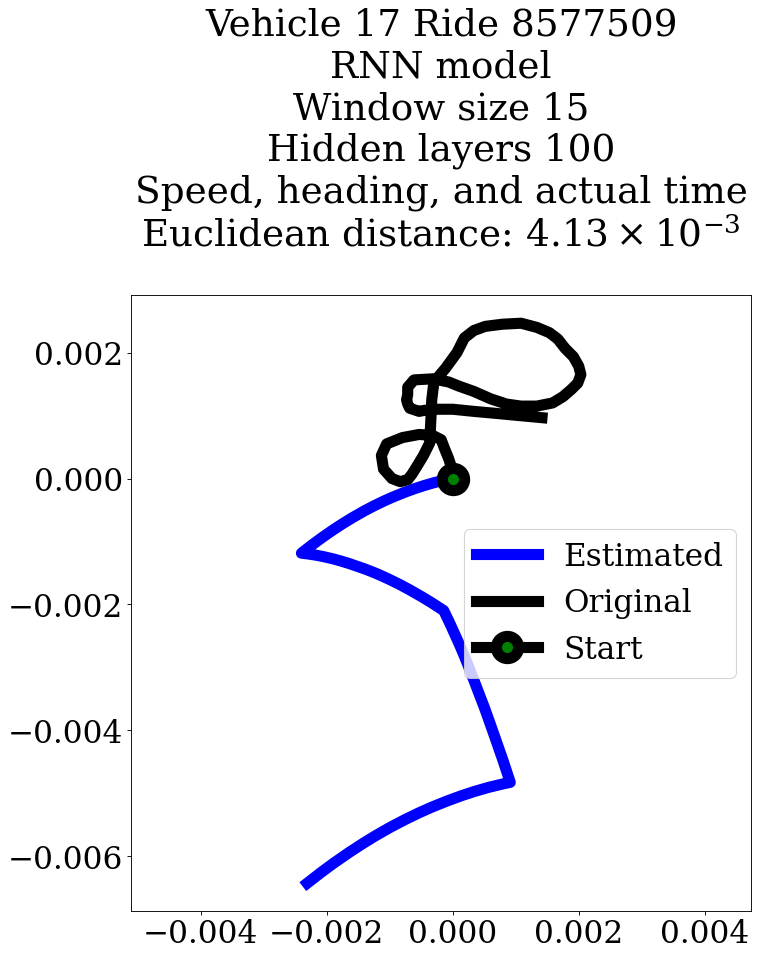 Vehicle 17 Ride 8577509
RNN model
Window size 15
Hidden layers 100
Speed, heading, and actual time
Euclidean distance: 4.13 × 10⁻³
0.002
0.000
−0.002
−0.004
−0.006
Estimated
Original
Start
−0.004 −0.002 0.000 0.002 0.004